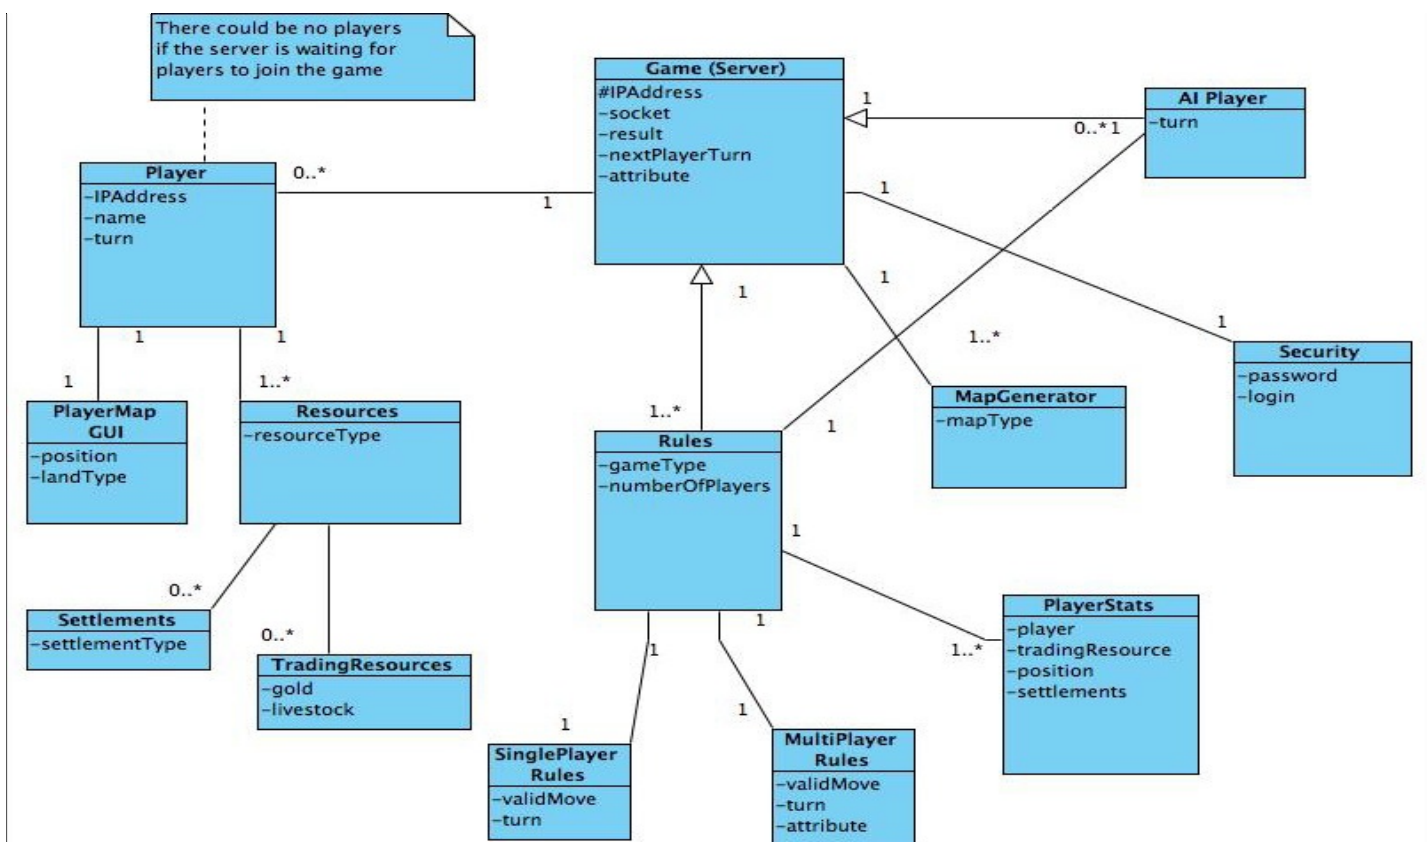 There could be no players
if the server is waiting for
players to join the game
Game (Server)
#IPAddress
-socket
-result
-nextPlayerTurn
-attribute
1
0..*
1
AI Player
-turn
Player
-IPAddress
-name
-turn
0..*
1
1
1
1
1
1..*
1
1
1
1
1..*
Security
-password
-login
PlayerMap
GUI
-position
-landType
Resources
-resourceType
MapGenerator
-mapType
1..*
1
Rules
-gameType
-numberOfPlayers
0..*
0..*
Settlements
-settlementType
TradingResources
-gold
-livestock
1
1..*
PlayerStats
-player
-tradingResource
-position
-settlements
1
1
1
1
SinglePlayer
Rules
-validMove
-turn
MultiPlayer
Rules
-validMove
-turn
-attribute